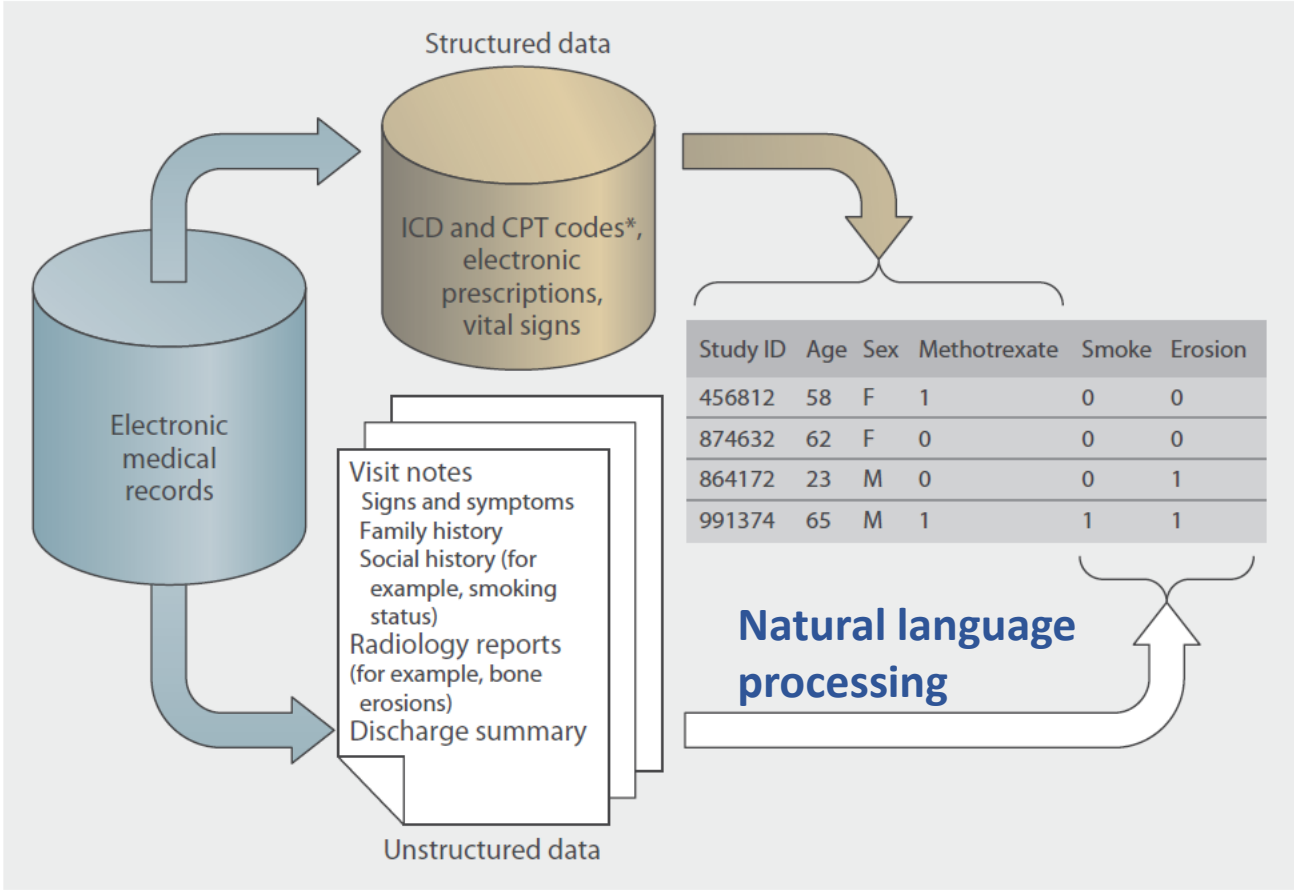 Structured data
ICD and CPT codes*,
electronic
prescriptions,
vital signs
Electronic
medical
records
Study ID Age Sex Methotrexate Smoke Erosion
456812 58 F 1 0 0
874632 62 F 0 0 0
864172 23 M 0 0 1
991374 65 M 1 1 1
Visit notes
Signs and symptoms
Family history
Social history (for
example, smoking
status)
Radiology reports
(for example, bone
erosions)
Discharge summary
Unstructured data
Natural language
processing